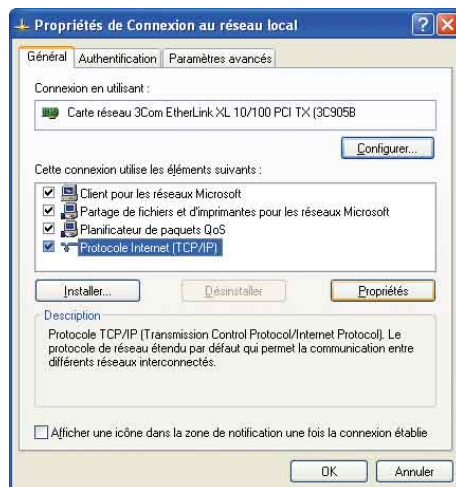 Propriétés de Connexion au réseau local
Général Authentification Paramètres avancés
Connexion en utilisant :
Carte réseau 3Com EtherLink XL 10/100 PCI TX (3C905B
Configurer...
Cette connexion utilise les éléments suivants :
Client pour les réseaux Microsoft
Partage de fichiers et d'imprimantes pour les réseaux Microsoft
Planificateur de paquets QoS
Protocole Internet (TCP/IP)
Installer... Désinstaller Propriétés
Description
Protocole TCP/IP (Transmission Control Protocol/Internet Protocol). Le
protocole de réseau étendu par défaut qui permet la communication entre
différents réseaux interconnectés.
Afficher une icône dans la zone de notification une fois la connexion établie
OK Annuler